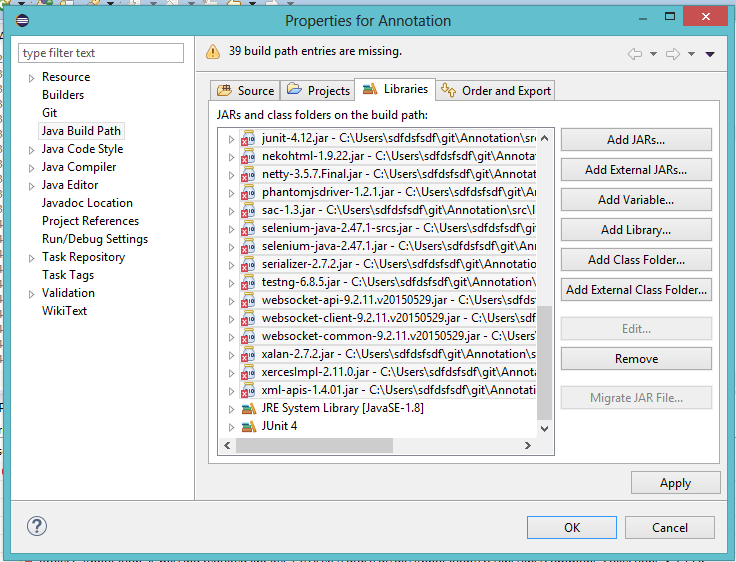 Properties for Annotation
type filter text
Resource
Builders
Git
Java Build Path
Java Code Style
Java Compiler
Java Editor
Javadoc Location
Project References
Run/Debug Settings
Task Repository
Task Tags
Validation
WikiText
39 build path entries are missing.
Source Projects Libraries Order and Export
JARs and class folders on the build path:
junit-4.12.jar - C:\Users\sdfdsfsdf\git\Annotation\src
nekohtml-1.9.22.jar - C:\Users\sdfdsfsdf\git\Annota
netty-3.5.7.Final.jar - C:\Users\sdfdsfsdf\git\Annotat
phantomjsdriver-1.2.1.jar - C:\Users\sdfdsfsdf\git\An
sac-1.3.jar - C:\Users\sdfdsfsdf\git\Annotation\src\l
selenium-java-2.47.1-srcs.jar - C:\Users\sdfdsfsdf\git
selenium-java-2.47.1.jar - C:\Users\sdfdsfsdf\git\Ann
serializer-2.7.2.jar - C:\Users\sdfdsfsdf\git\Annotati
testng-6.8.5.jar - C:\Users\sdfdsfsdf\git\Annotation\
websocket-api-9.2.11.v20150529.jar - C:\Users\sdfdsf
websocket-client-9.2.11.v20150529.jar - C:\Users\sdfd
websocket-common-9.2.11.v20150529.jar - C:\Users\s
xalan-2.7.2.jar - C:\Users\sdfdsfsdf\git\Annotation\s
xercesImpl-2.11.0.jar - C:\Users\sdfdsfsdf\git\Annot
xml-apis-1.4.01.jar - C:\Users\sdfdsfsdf\git\Annotati
JRE System Library [JavaSE-1.8]
JUnit 4
Add JARs...
Add External JARs...
Add Variable...
Add Library...
Add Class Folder...
Add External Class Folder...
Edit...
Remove
Migrate JAR File...
Apply
OK Cancel